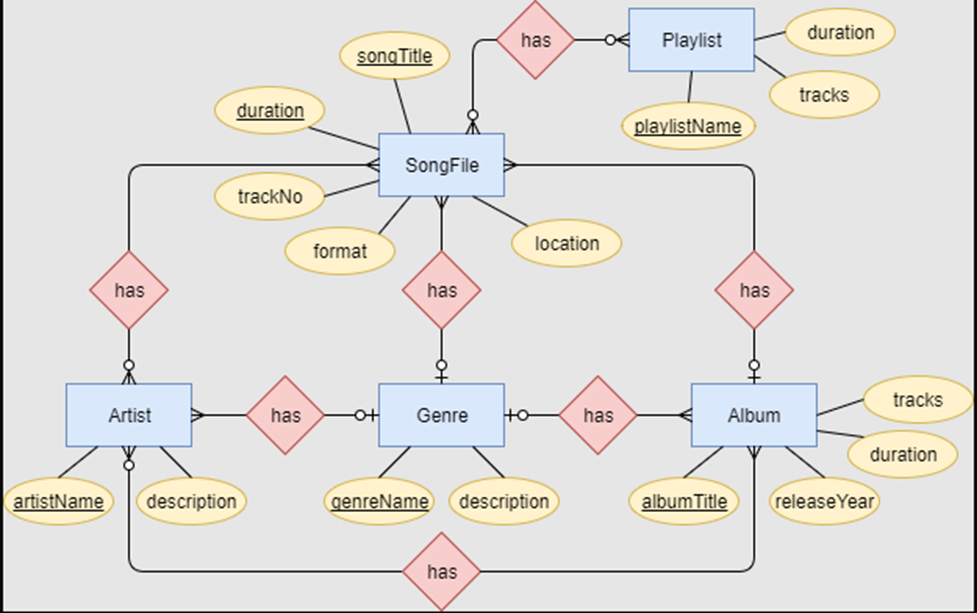 has
Playlist
duration
songTitle
tracks
duration
playlistName
SongFile
trackNo
format
location
has
has
has
Artist
has
Genre
has
Album
tracks
duration
artistName
description
genreName
description
albumTitle
releaseYear
has